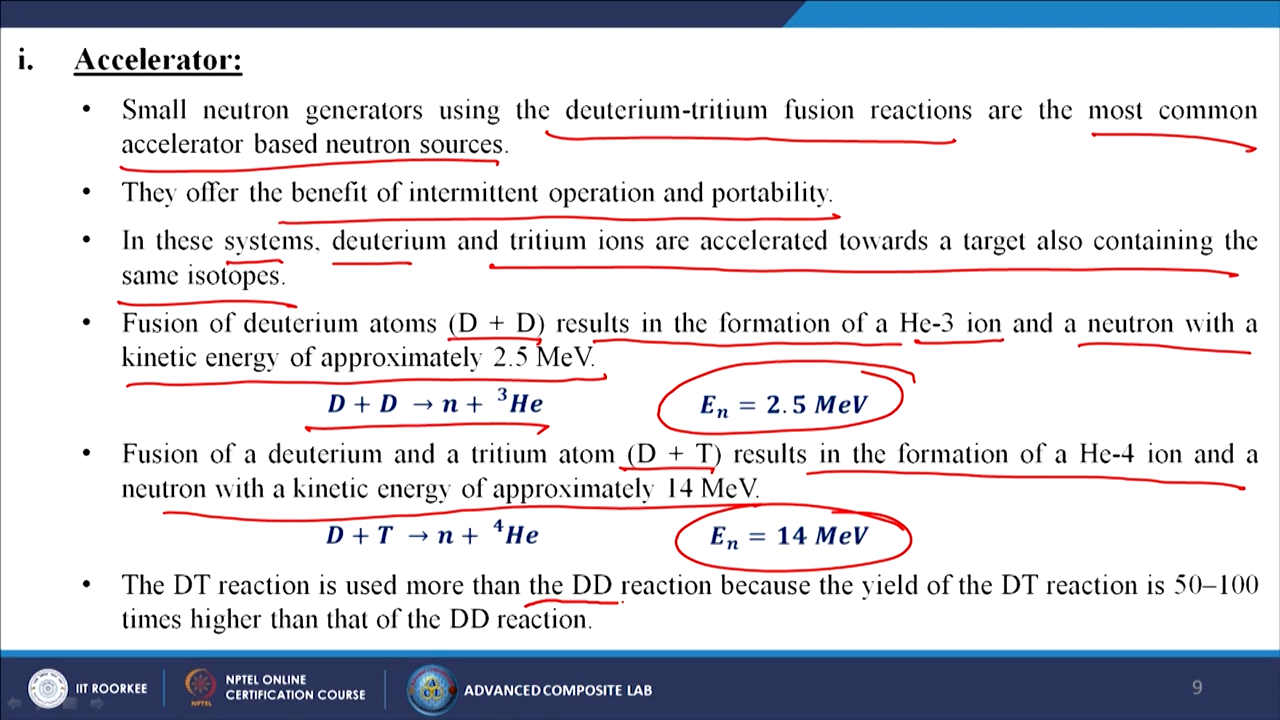 i. Accelerator:
• Small neutron generators using the deuterium-tritium fusion reactions are the most common
accelerator based neutron sources.
• They offer the benefit of intermittent operation and portability.
• In these systems, deuterium and tritium ions are accelerated towards a target also containing the
same isotopes.
• Fusion of deuterium atoms (D + D) results in the formation of a He-3 ion and a neutron with a
kinetic energy of approximately 2.5 MeV.
D + D → n + ³He E_n = 2.5 MeV
• Fusion of a deuterium and a tritium atom (D + T) results in the formation of a He-4 ion and a
neutron with a kinetic energy of approximately 14 MeV.
D + T → n + ⁴He E_n = 14 MeV
• The DT reaction is used more than the DD reaction because the yield of the DT reaction is 50–100
times higher than that of the DD reaction.
IIT ROORKEE
NPTEL
NPTEL ONLINE
CERTIFICATION COURSE
ADVANCED COMPOSITE LAB
9